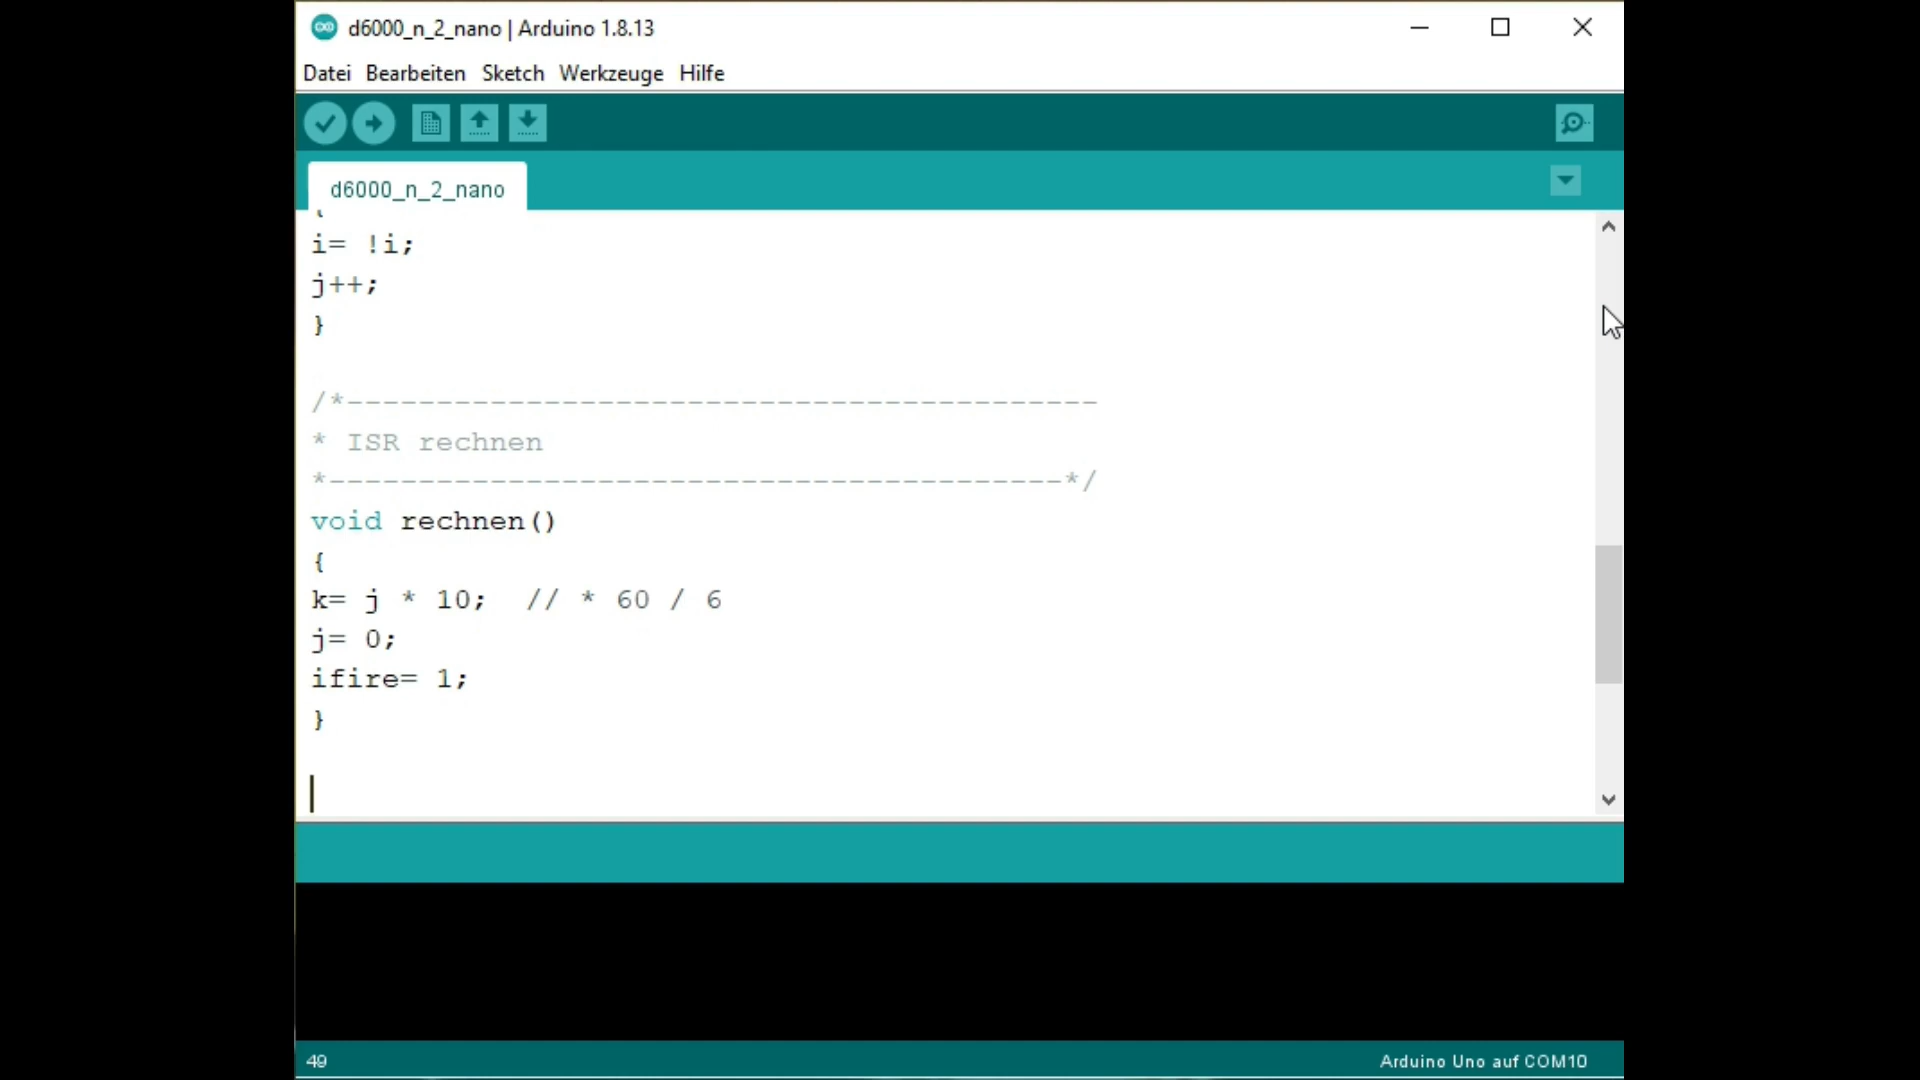 d6000_n_2_nano | Arduino 1.8.13
Datei Bearbeiten Sketch Werkzeuge Hilfe
d6000_n_2_nano
i= !i;
j++;
}
/*------------------------------------------
* ISR rechnen
*-----------------------------------------*/
void rechnen()
{
k= j * 10;  // * 60 / 6
j= 0;
ifire= 1;
}
49
Arduino Uno auf COM10